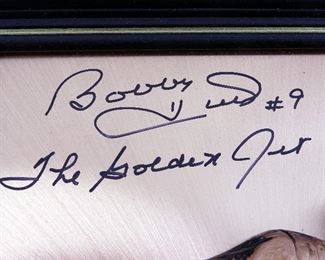 Bobby Hull #9
The Golden Jet